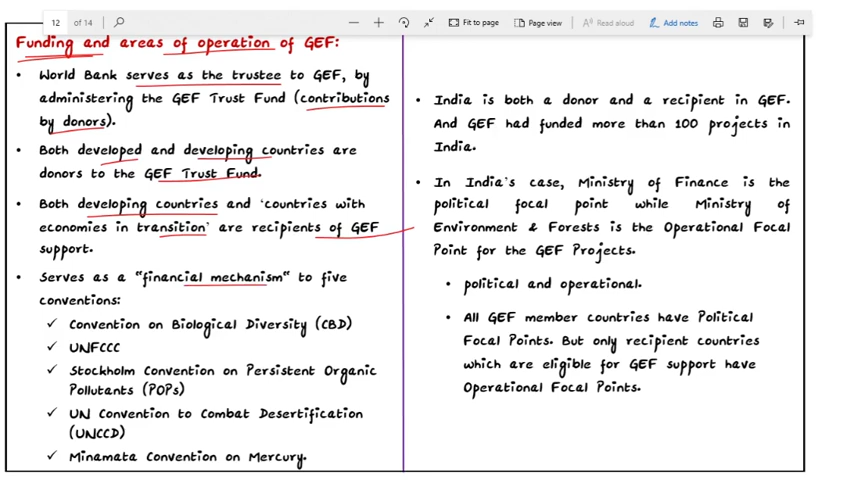 12 of 14
Fit to page
Page view
Read aloud
Add notes
Funding and areas of operation of GEF:
• World Bank serves as the trustee to GEF, by
administering the GEF Trust Fund (contributions
by donors).
• Both developed and developing countries are
donors to the GEF Trust Fund.
• Both developing countries and 'countries with
economies in transition' are recipients of GEF
support.
• Serves as a "financial mechanism" to five
conventions:
✓ Convention on Biological Diversity (CBD)
✓ UNFCCC
✓ Stockholm Convention on Persistent Organic
Pollutants (POPs)
✓ UN Convention to Combat Desertification
(UNCCD)
✓ Minamata Convention on Mercury.
• India is both a donor and a recipient in GEF.
And GEF had funded more than 100 projects in
India.
• In India's case, Ministry of Finance is the
political focal point while Ministry of
Environment & Forests is the Operational Focal
Point for the GEF Projects.
• political and operational.
• All GEF member countries have Political
Focal Points. But only recipient countries
which are eligible for GEF support have
Operational Focal Points.